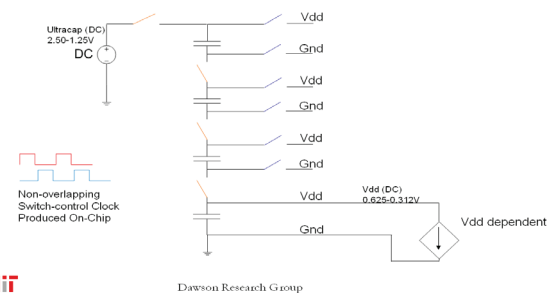 Ultracap (DC)
2.50-1.25V
DC
Vdd
Gnd
Vdd
Gnd
Vdd
Gnd
Vdd
Vdd (DC)
0.625-0.312V
Gnd
Vdd dependent
Non-overlapping
Switch-control Clock
Produced On-Chip
Dawson Research Group